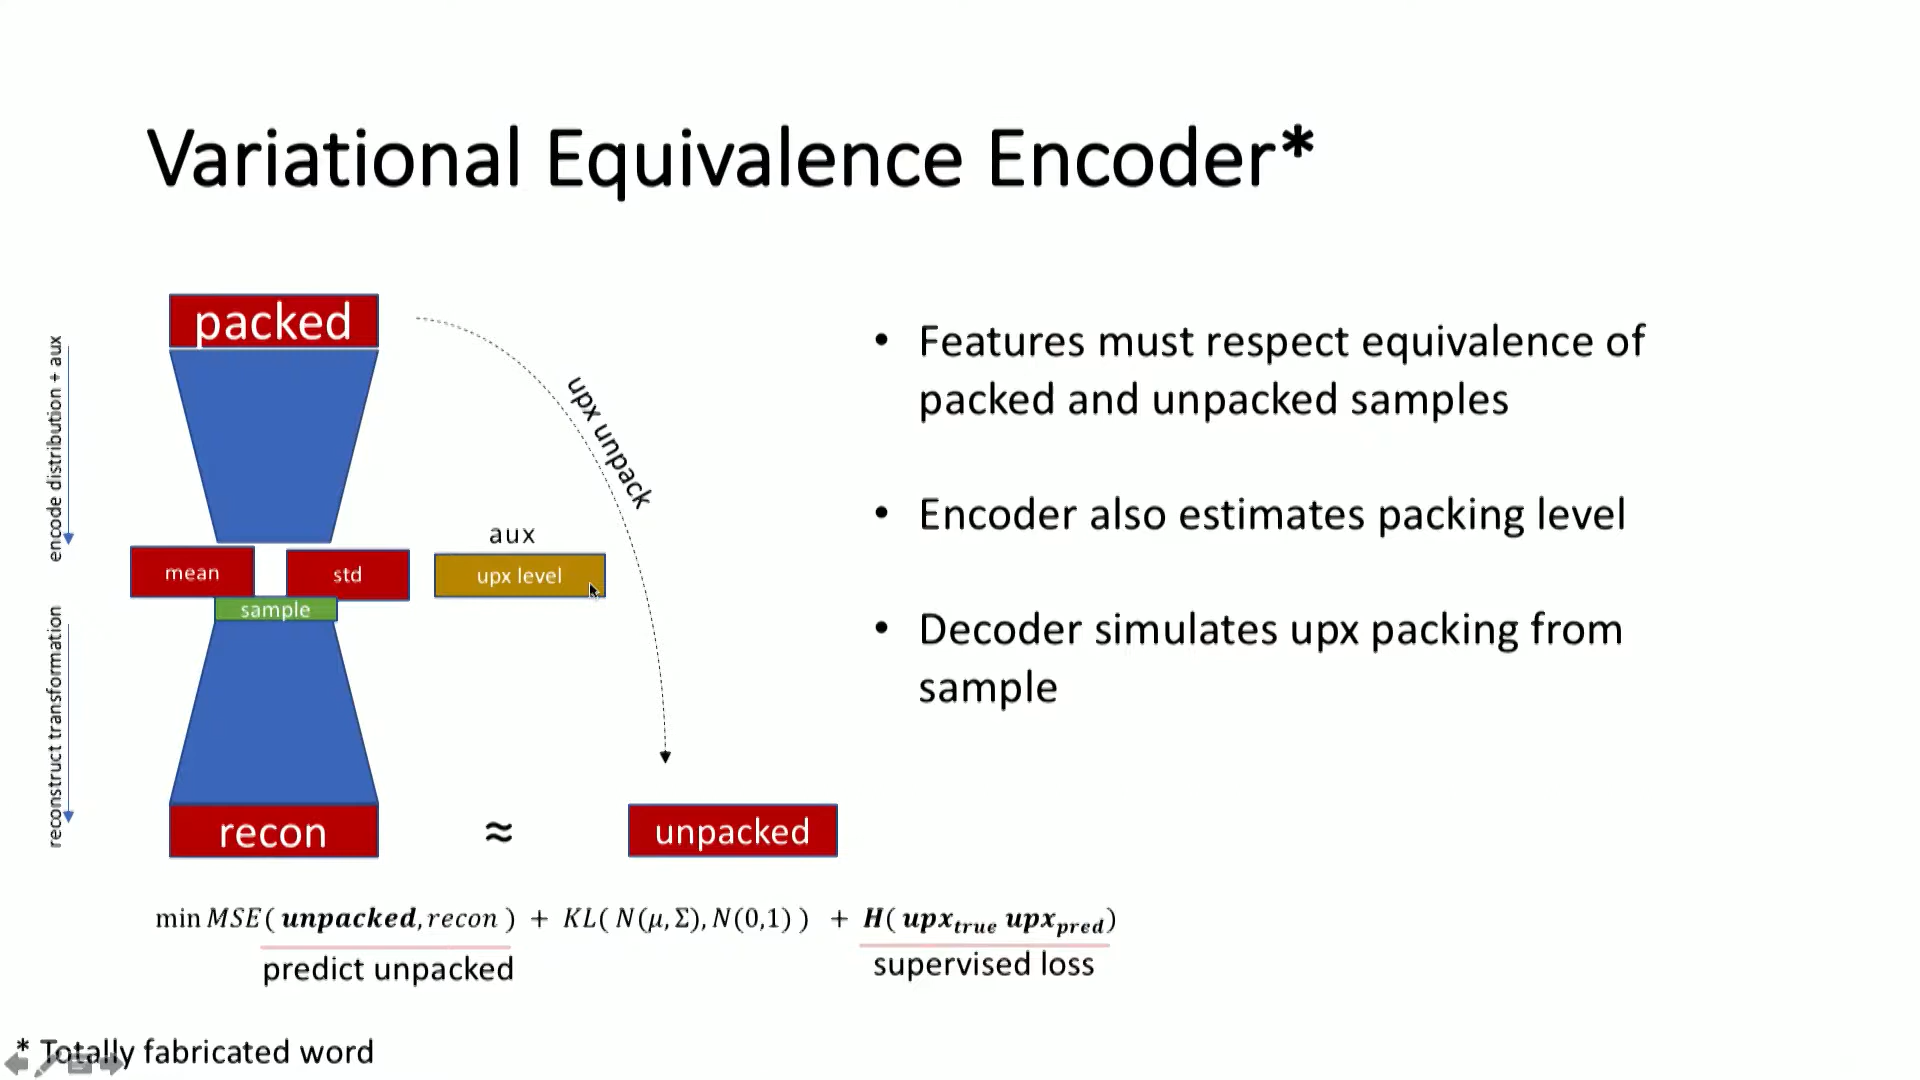 Variational Equivalence Encoder*
packed
encode distribution + aux
upx unpack
aux
mean
std
upx level
sample
reconstruct transformation
recon
≈
unpacked
• Features must respect equivalence of
packed and unpacked samples
• Encoder also estimates packing level
• Decoder simulates upx packing from
sample
min MSE( unpacked, recon ) + KL( N(μ, Σ), N(0,1) ) + H( upx_true upx_pred)
predict unpacked
supervised loss
* Totally fabricated word